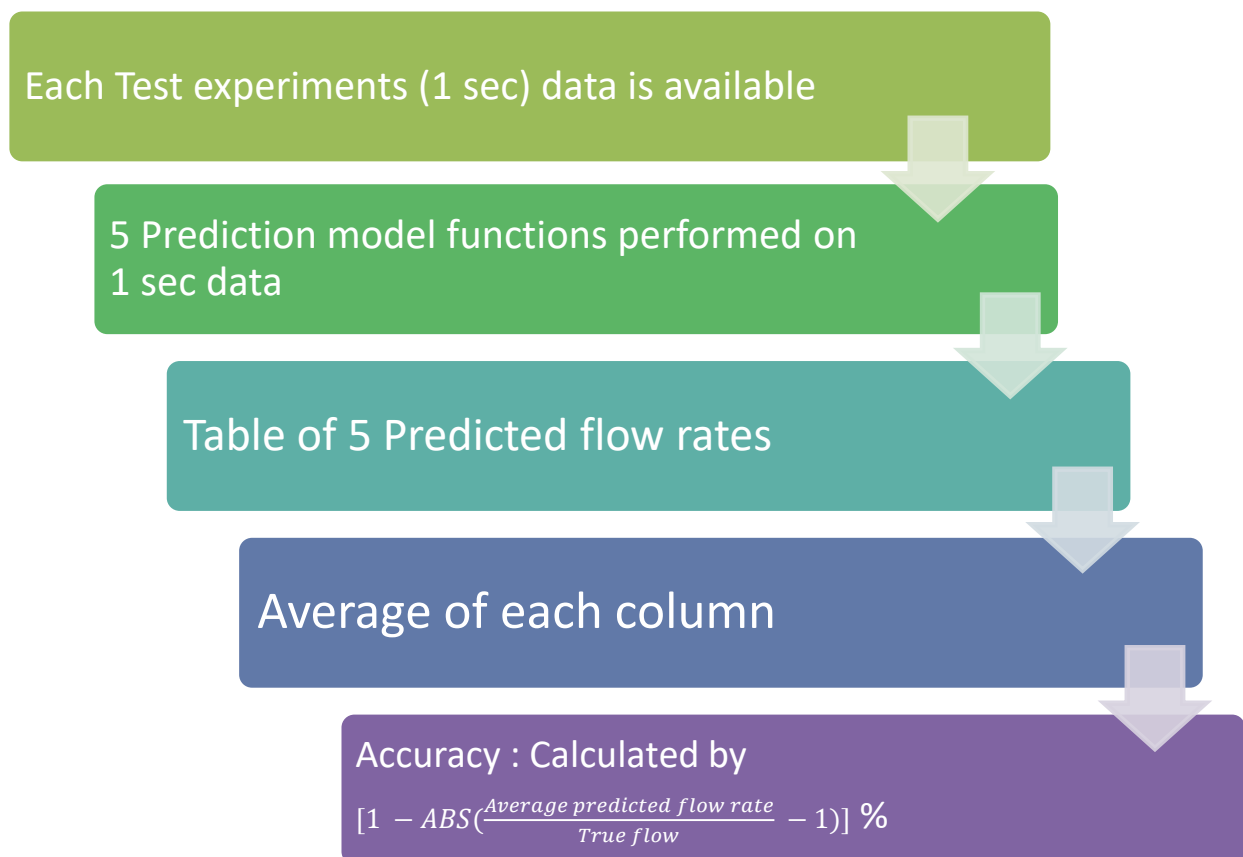 Each Test experiments (1 sec) data is available
5 Prediction model functions performed on
1 sec data
Table of 5 Predicted flow rates
Average of each column
Accuracy : Calculated by
[1 − ABS(\frac{Average predicted flow rate}{True flow} − 1)] %